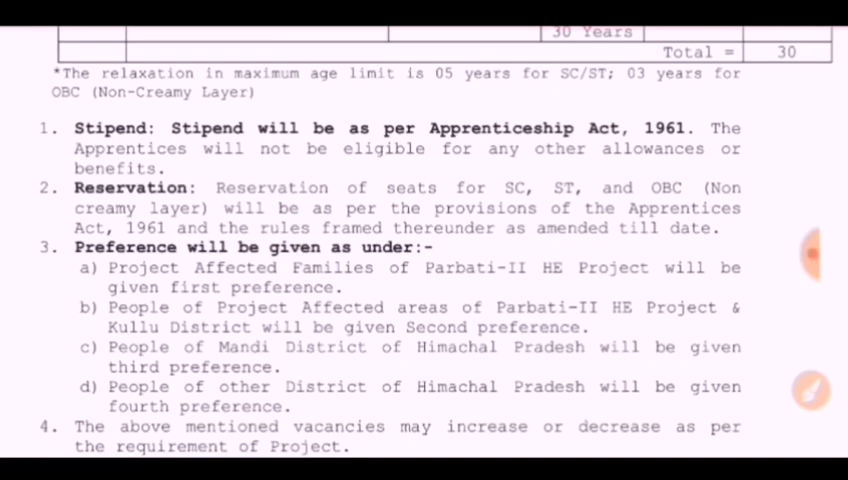 30 Years
Total = 30
*The relaxation in maximum age limit is 05 years for SC/ST; 03 years for
OBC (Non-Creamy Layer)
1. Stipend: Stipend will be as per Apprenticeship Act, 1961. The
Apprentices will not be eligible for any other allowances or
benefits.
2. Reservation: Reservation of seats for SC, ST, and OBC (Non
creamy layer) will be as per the provisions of the Apprentices
Act, 1961 and the rules framed thereunder as amended till date.
3. Preference will be given as under:-
a) Project Affected Families of Parbati-II HE Project will be
given first preference.
b) People of Project Affected areas of Parbati-II HE Project &
Kullu District will be given Second preference.
c) People of Mandi District of Himachal Pradesh will be given
third preference.
d) People of other District of Himachal Pradesh will be given
fourth preference.
4. The above mentioned vacancies may increase or decrease as per
the requirement of Project.